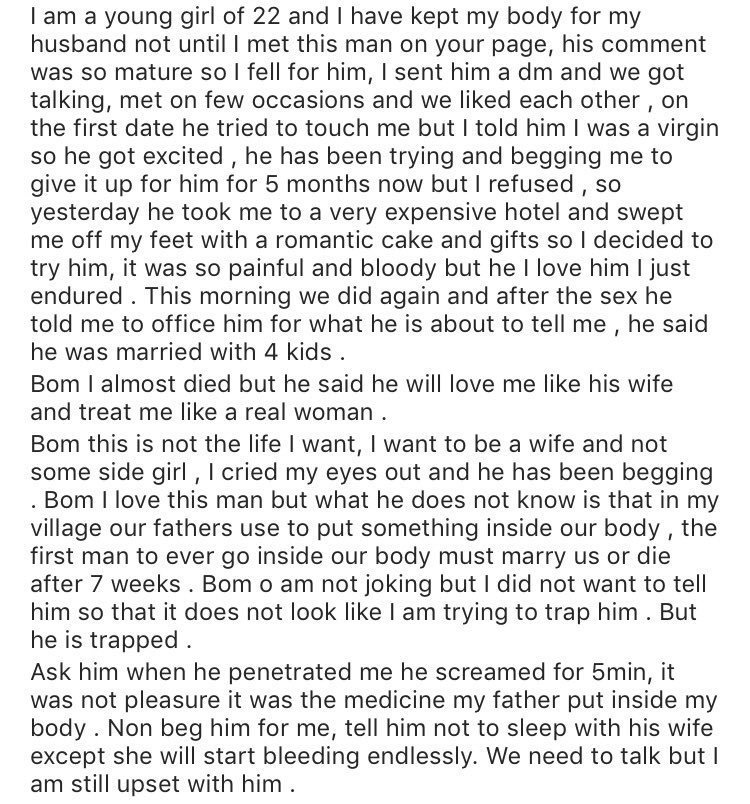 I am a young girl of 22 and I have kept my body for my
husband not until I met this man on your page, his comment
was so mature so I fell for him, I sent him a dm and we got
talking, met on few occasions and we liked each other , on
the first date he tried to touch me but I told him I was a virgin
so he got excited , he has been trying and begging me to
give it up for him for 5 months now but I refused , so
yesterday he took me to a very expensive hotel and swept
me off my feet with a romantic cake and gifts so I decided to
try him, it was so painful and bloody but he I love him I just
endured . This morning we did again and after the sex he
told me to office him for what he is about to tell me , he said
he was married with 4 kids .
Bom I almost died but he said he will love me like his wife
and treat me like a real woman .
Bom this is not the life I want, I want to be a wife and not
some side girl , I cried my eyes out and he has been begging
. Bom I love this man but what he does not know is that in my
village our fathers use to put something inside our body , the
first man to ever go inside our body must marry us or die
after 7 weeks . Bom o am not joking but I did not want to tell
him so that it does not look like I am trying to trap him . But
he is trapped .
Ask him when he penetrated me he screamed for 5min, it
was not pleasure it was the medicine my father put inside my
body . Non beg him for me, tell him not to sleep with his wife
except she will start bleeding endlessly. We need to talk but I
am still upset with him .